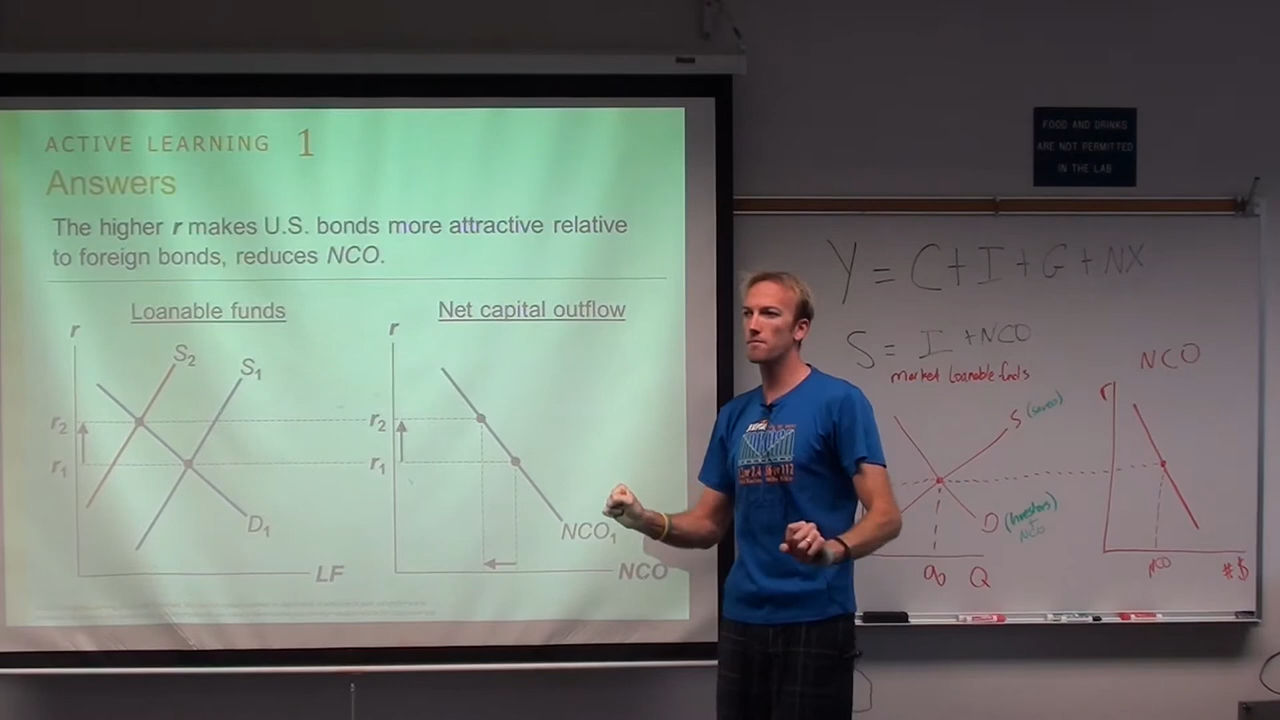 ACTIVE LEARNING 1
Answers
The higher r makes U.S. bonds more attractive relative
to foreign bonds, reduces NCO.
Loanable funds
r
S2
S1
r2
r1
D1
LF
Net capital outflow
r
r2
r1
NCO1
NCO
FOOD AND DRINKS
ARE NOT PERMITTED
IN THE LAB
Y = C + I + G + NX
S = I + NCO
market Loanable funds
S
D
(Investors)
NCO
Q
NCO
r
NCO
#$